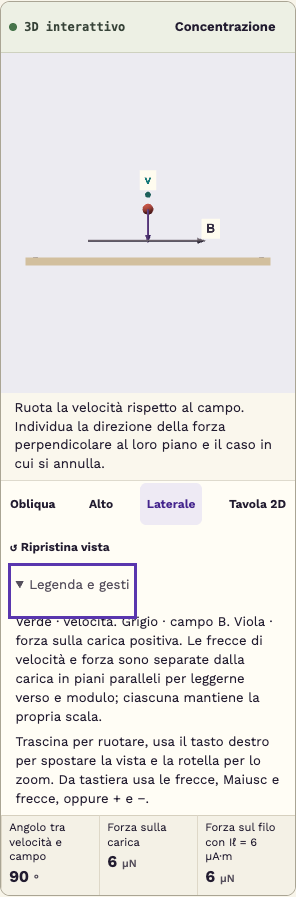 3D interattivo Concentrazione
v
B
Ruota la velocità rispetto al campo.
Individua la direzione della forza
perpendicolare al loro piano e il caso in
cui si annulla.
Obliqua Alto Laterale Tavola 2D
↺ Ripristina vista
▼ Legenda e gesti
Verde · velocità. Grigio · campo B. Viola ·
forza sulla carica positiva. Le frecce di
velocità e forza sono separate dalla
carica in piani paralleli per leggerne
verso e modulo; ciascuna mantiene la
propria scala.
Trascina per ruotare, usa il tasto destro
per spostare la vista e la rotella per lo
zoom. Da tastiera usa le frecce, Maiusc e
frecce, oppure + e −.
Angolo tra
velocità e
campo
90 °
Forza sulla
carica
6 µN
Forza sul filo
con Iℓ = 6
µA·m
6 µN